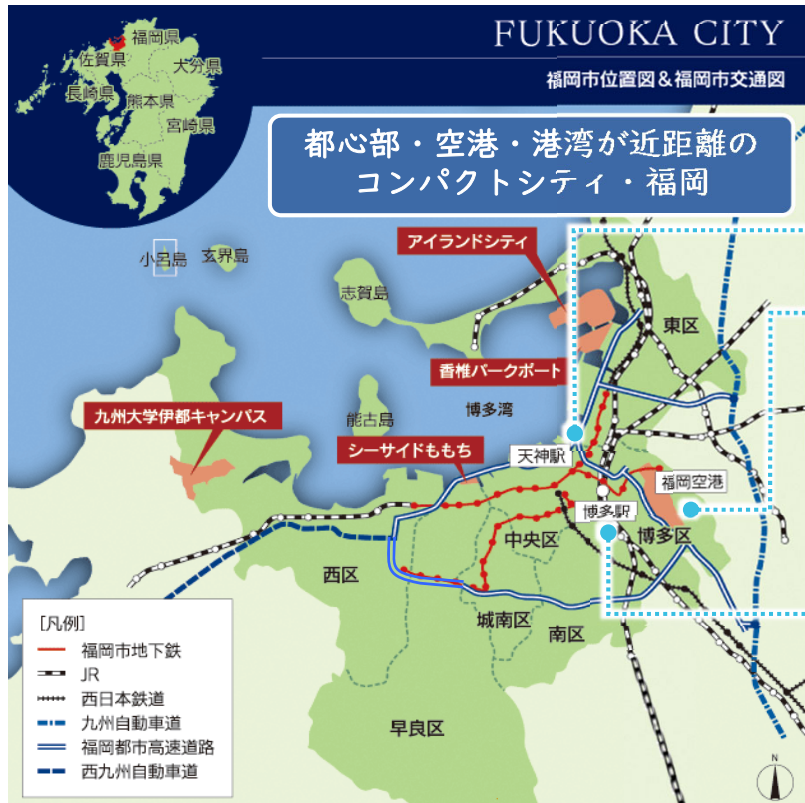 FUKUOKA CITY
福岡市位置図＆福岡市交通図
福岡県
佐賀県
大分県
長崎県
熊本県
宮崎県
鹿児島県
都心部・空港・港湾が近距離の
コンパクトシティ・福岡
アイランドシティ
小呂島
玄界島
志賀島
東区
香椎パークポート
九州大学伊都キャンパス
能古島
博多湾
シーサイドももち
天神駅
福岡空港
博多駅
中央区
博多区
西区
城南区
南区
早良区
[凡例]
福岡市地下鉄
JR
西日本鉄道
九州自動車道
福岡都市高速道路
西九州自動車道
N